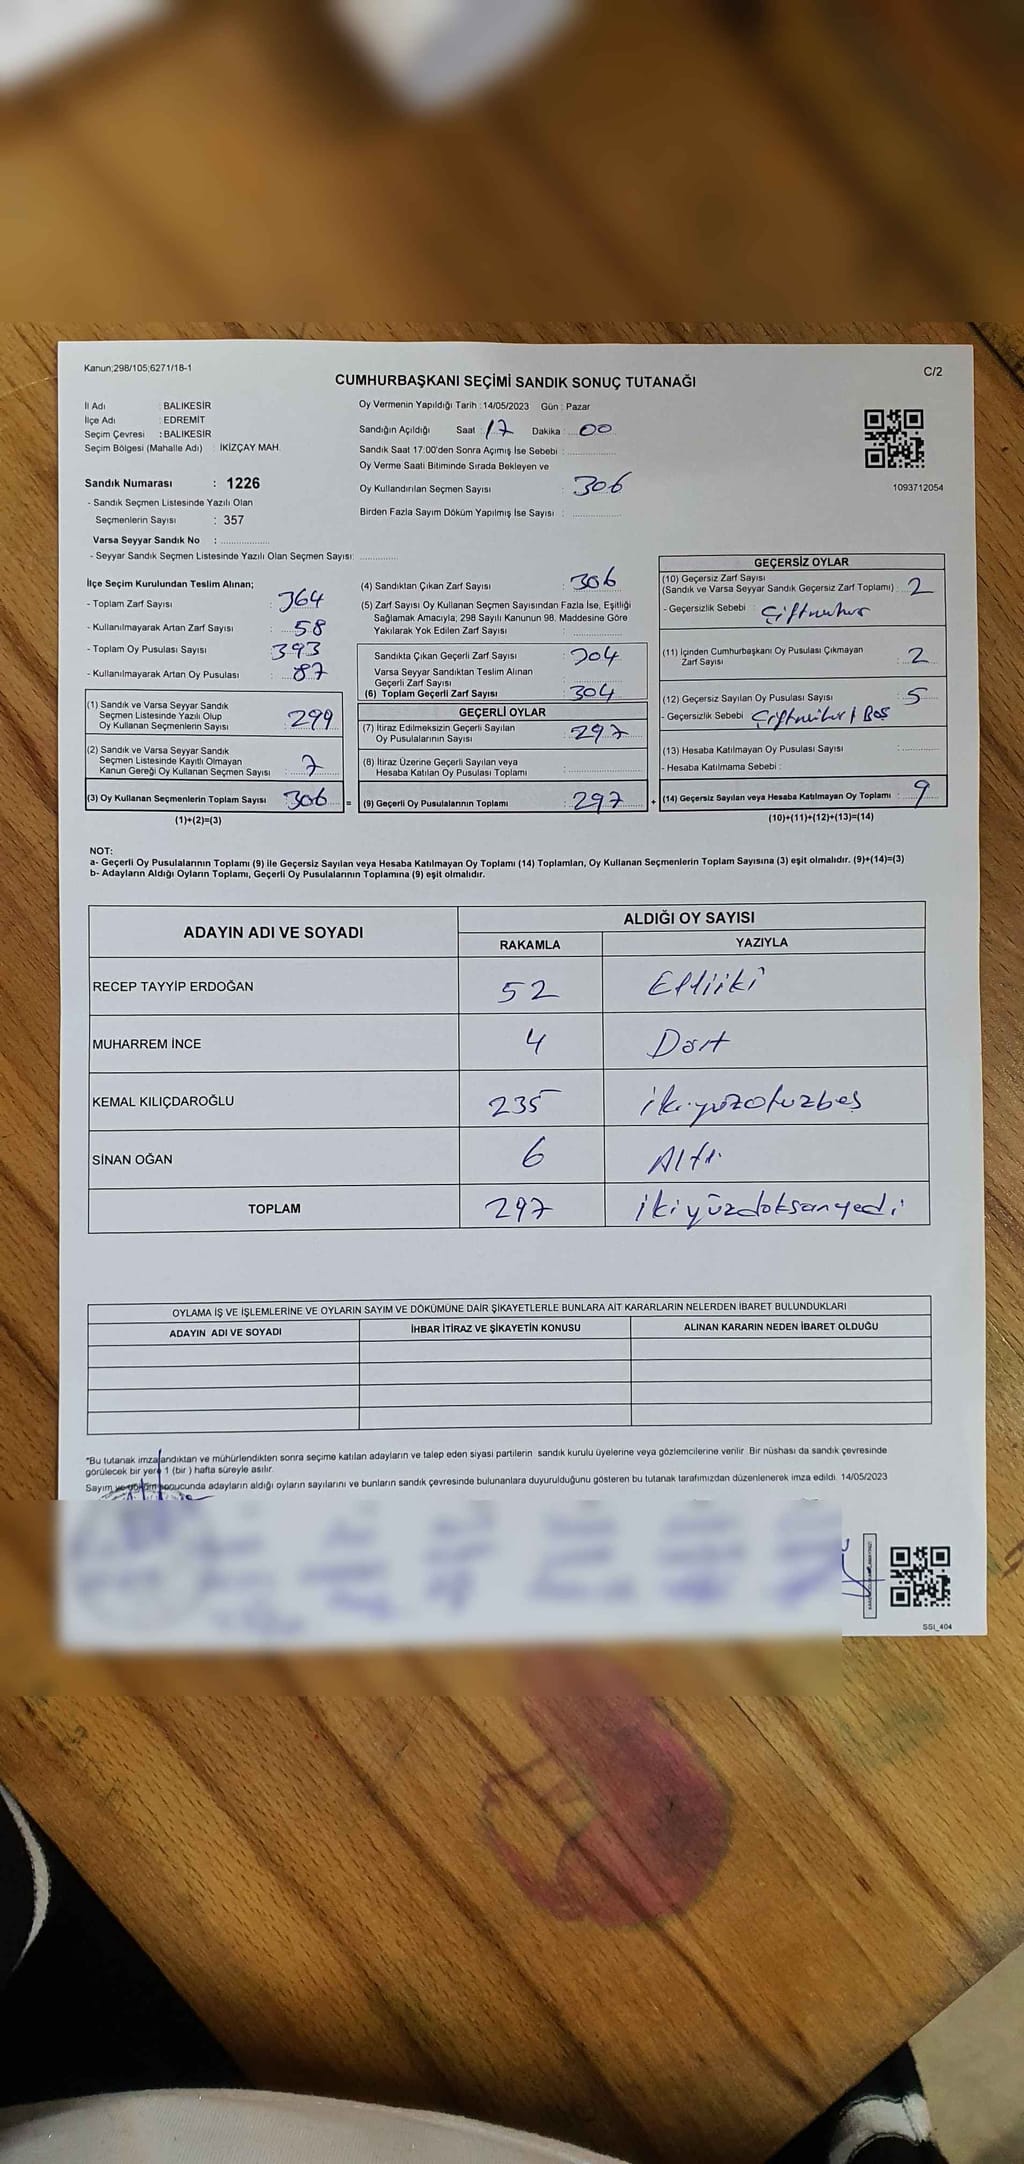 Kanun;298/105;6271/18-1
C/2
CUMHURBAŞKANI SEÇİMİ SANDIK SONUÇ TUTANAĞI
İl Adı : BALIKESİR
İlçe Adı : EDREMİT
Seçim Çevresi : BALIKESİR
Seçim Bölgesi (Mahalle Adı) : İKİZÇAY MAH.
Oy Vermenin Yapıldığı Tarih :14/05/2023 Gün : Pazar
Sandığın Açıldığı Saat : 17 Dakika : 00
Sandık Saat 17:00'den Sonra Açımış İse Sebebi :
Oy Verme Saati Bitiminde Sırada Bekleyen ve
Oy Kullandırılan Seçmen Sayısı : 306
Birden Fazla Sayım Döküm Yapılmış İse Sayısı :
1093712054
Sandık Numarası : 1226
- Sandık Seçmen Listesinde Yazılı Olan
Seçmenlerin Sayısı : 357
Varsa Seyyar Sandık No :
- Seyyar Sandık Seçmen Listesinde Yazılı Olan Seçmen Sayısı:
İlçe Seçim Kurulundan Teslim Alınan;
- Toplam Zarf Sayısı : 364
- Kullanılmayarak Artan Zarf Sayısı : 58
- Toplam Oy Pusulası Sayısı : 393
- Kullanılmayarak Artan Oy Pusulası : 87
(1) Sandık ve Varsa Seyyar Sandık
Seçmen Listesinde Yazılı Olup
Oy Kullanan Seçmenlerin Sayısı : 299
(2) Sandık ve Varsa Seyyar Sandık
Seçmen Listesinde Kayıtlı Olmayan
Kanun Gereği Oy Kullanan Seçmen Sayısı : 7
(3) Oy Kullanan Seçmenlerin Toplam Sayısı : 306 =
(1)+(2)=(3)
(4) Sandıktan Çıkan Zarf Sayısı : 306
(5) Zarf Sayısı Oy Kullanan Seçmen Sayısından Fazla İse, Eşitliği
Sağlamak Amacıyla; 298 Sayılı Kanunun 98. Maddesine Göre
Yakılarak Yok Edilen Zarf Sayısı :
Sandıkta Çıkan Geçerli Zarf Sayısı : 304
Varsa Seyyar Sandıktan Teslim Alınan
Geçerli Zarf Sayısı :
(6) Toplam Geçerli Zarf Sayısı : 304
GEÇERLİ OYLAR
(7) İtiraz Edilmeksizin Geçerli Sayılan
Oy Pusulalarının Sayısı : 297
(8) İtiraz Üzerine Geçerli Sayılan veya
Hesaba Katılan Oy Pusulası Toplamı :
(9) Geçerli Oy Pusulalarının Toplamı : 297 +
GEÇERSİZ OYLAR
(10) Geçersiz Zarf Sayısı
(Sandık ve Varsa Seyyar Sandık Geçersiz Zarf Toplamı) : 2
- Geçersizlik Sebebi : Çiftmühür
(11) İçinden Cumhurbaşkanı Oy Pusulası Çıkmayan
Zarf Sayısı : 2
(12) Geçersiz Sayılan Oy Pusulası Sayısı : 5
- Geçersizlik Sebebi : Çiftmühür / Boş
(13) Hesaba Katılmayan Oy Pusulası Sayısı :
- Hesaba Katılmama Sebebi :
(14) Geçersiz Sayılan veya Hesaba Katılmayan Oy Toplamı : 9
(10)+(11)+(12)+(13)=(14)
NOT:
a- Geçerli Oy Pusulalarının Toplamı (9) ile Geçersiz Sayılan veya Hesaba Katılmayan Oy Toplamı (14) Toplamları, Oy Kullanan Seçmenlerin Toplam Sayısına (3) eşit olmalıdır. (9)+(14)=(3)
b- Adayların Aldığı Oyların Toplamı, Geçerli Oy Pusulalarının Toplamına (9) eşit olmalıdır.
ADAYIN ADI VE SOYADI
ALDIĞI OY SAYISI
RAKAMLA YAZIYLA
RECEP TAYYİP ERDOĞAN 52 Elliiki
MUHARREM İNCE 4 Dört
KEMAL KILIÇDAROĞLU 235 ikiyüzotuzbeş
SİNAN OĞAN 6 Altı
TOPLAM 297 ikiyüzdoksanyedi
OYLAMA İŞ VE İŞLEMLERİNE VE OYLARIN SAYIM VE DÖKÜMÜNE DAİR ŞİKAYETLERLE BUNLARA AİT KARARLARIN NELERDEN İBARET BULUNDUKLARI
ADAYIN ADI VE SOYADI İHBAR İTİRAZ VE ŞİKAYETİN KONUSU ALINAN KARARIN NEDEN İBARET OLDUĞU
*Bu tutanak imzalandıktan ve mühürlendikten sonra seçime katılan adayların ve talep eden siyasi partilerin sandık kurulu üyelerine veya gözlemcilerine verilir. Bir nüshası da sandık çevresinde
görülecek bir yere 1 (bir ) hafta süreyle asılır.
Sayım ve döküm sonucunda adayların aldığı oyların sayılarını ve bunların sandık çevresinde bulunanlara duyurulduğunu gösteren bu tutanak tarafımızdan düzenlenerek imza edildi. 14/05/2023
SSI_404